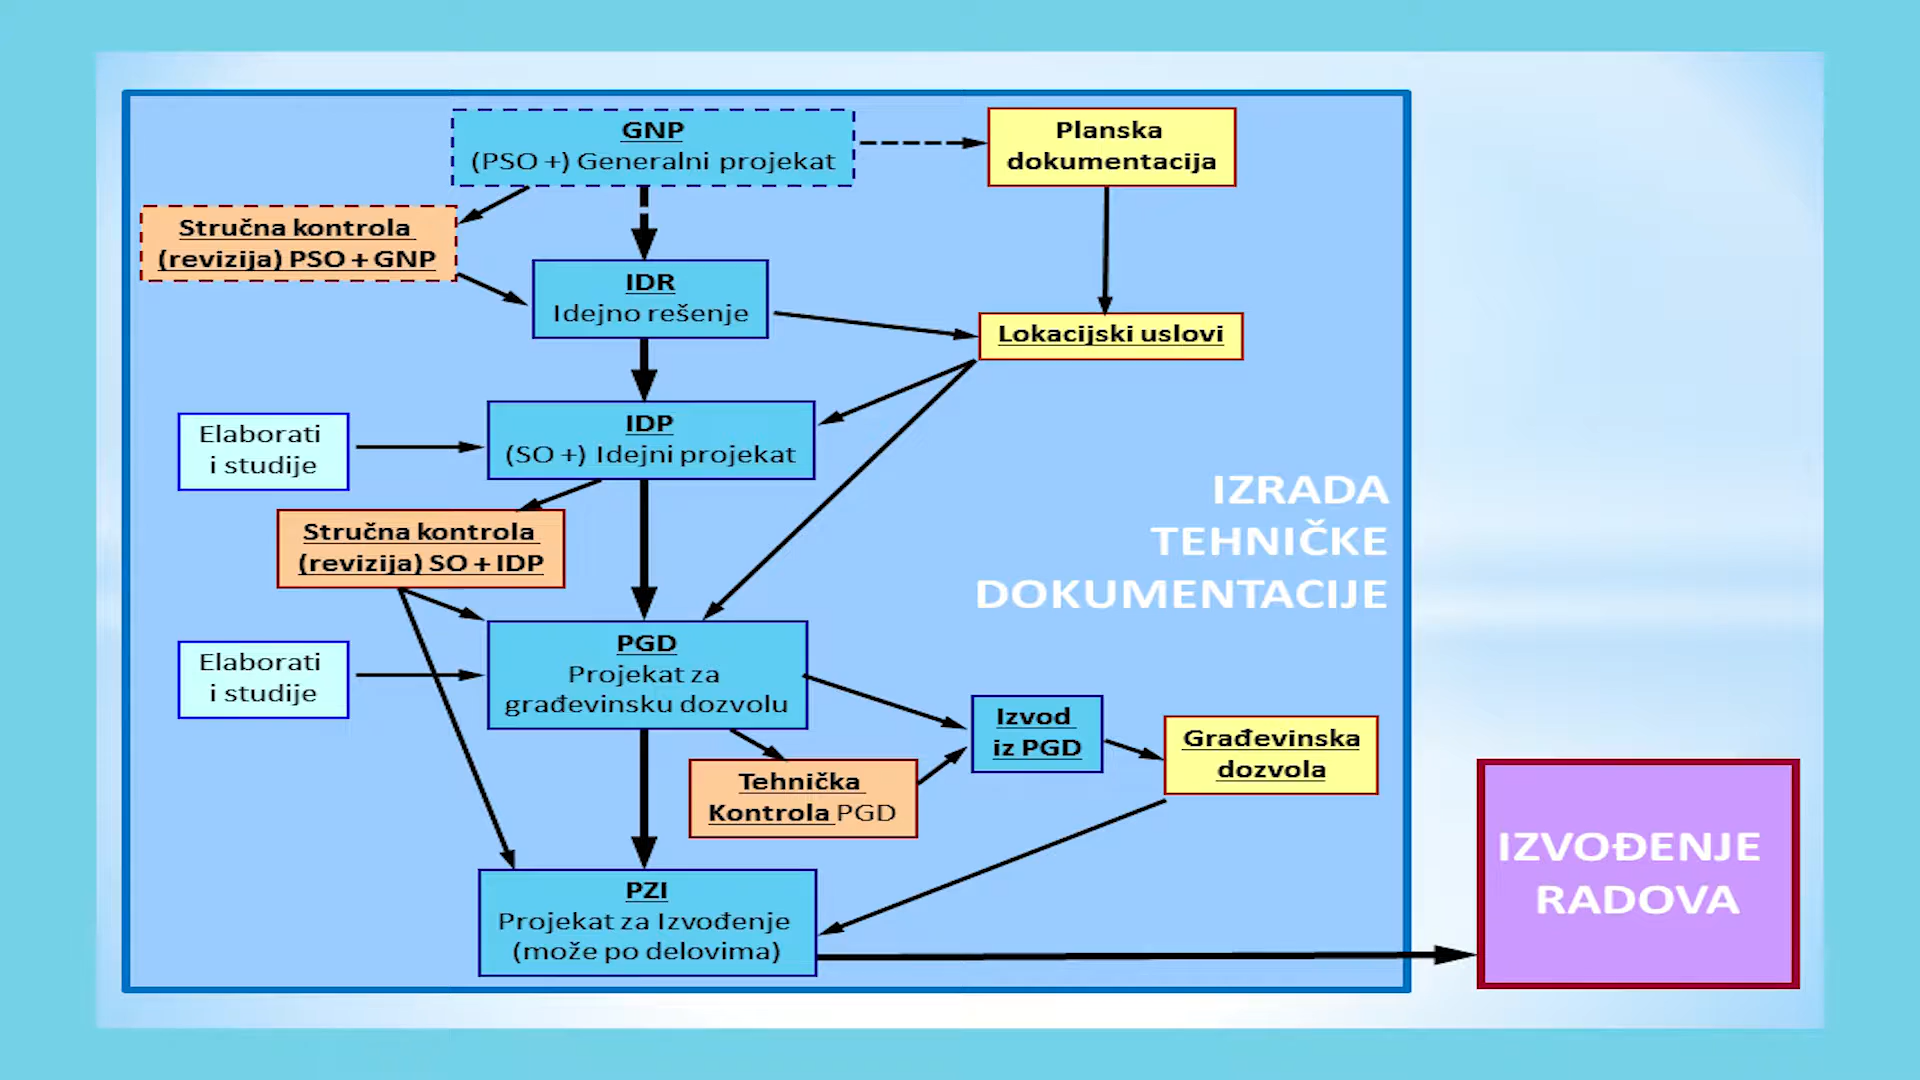 GNP
(PSO +) Generalni projekat
Planska
dokumentacija
Stručna kontrola
(revizija) PSO + GNP
IDR
Idejno rešenje
Lokacijski uslovi
IDP
(SO +) Idejni projekat
Elaborati
i studije
Stručna kontrola
(revizija) SO + IDP
IZRADA
TEHNIČKE
DOKUMENTACIJE
PGD
Projekat za
građevinsku dozvolu
Elaborati
i studije
Izvod
iz PGD
Građevinska
dozvola
Tehnička
Kontrola PGD
PZI
Projekat za Izvođenje
(može po delovima)
IZVOĐENJE
RADOVA